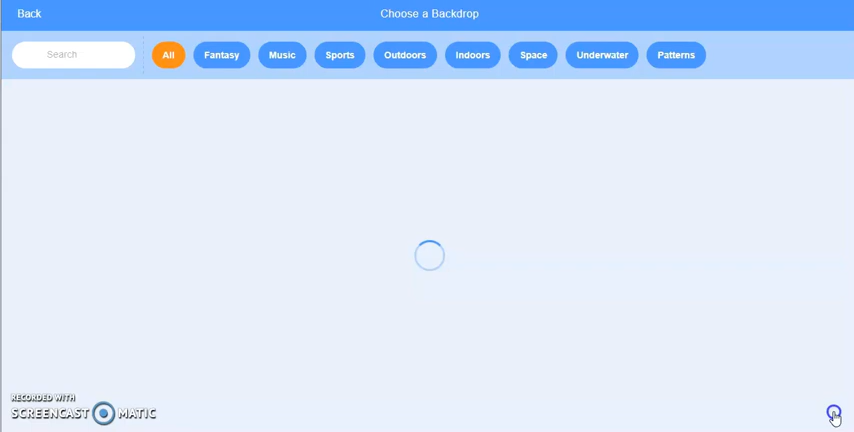 Back
Choose a Backdrop
Search
All
Fantasy
Music
Sports
Outdoors
Indoors
Space
Underwater
Patterns
RECORDED WITH
SCREENCAST MATIC